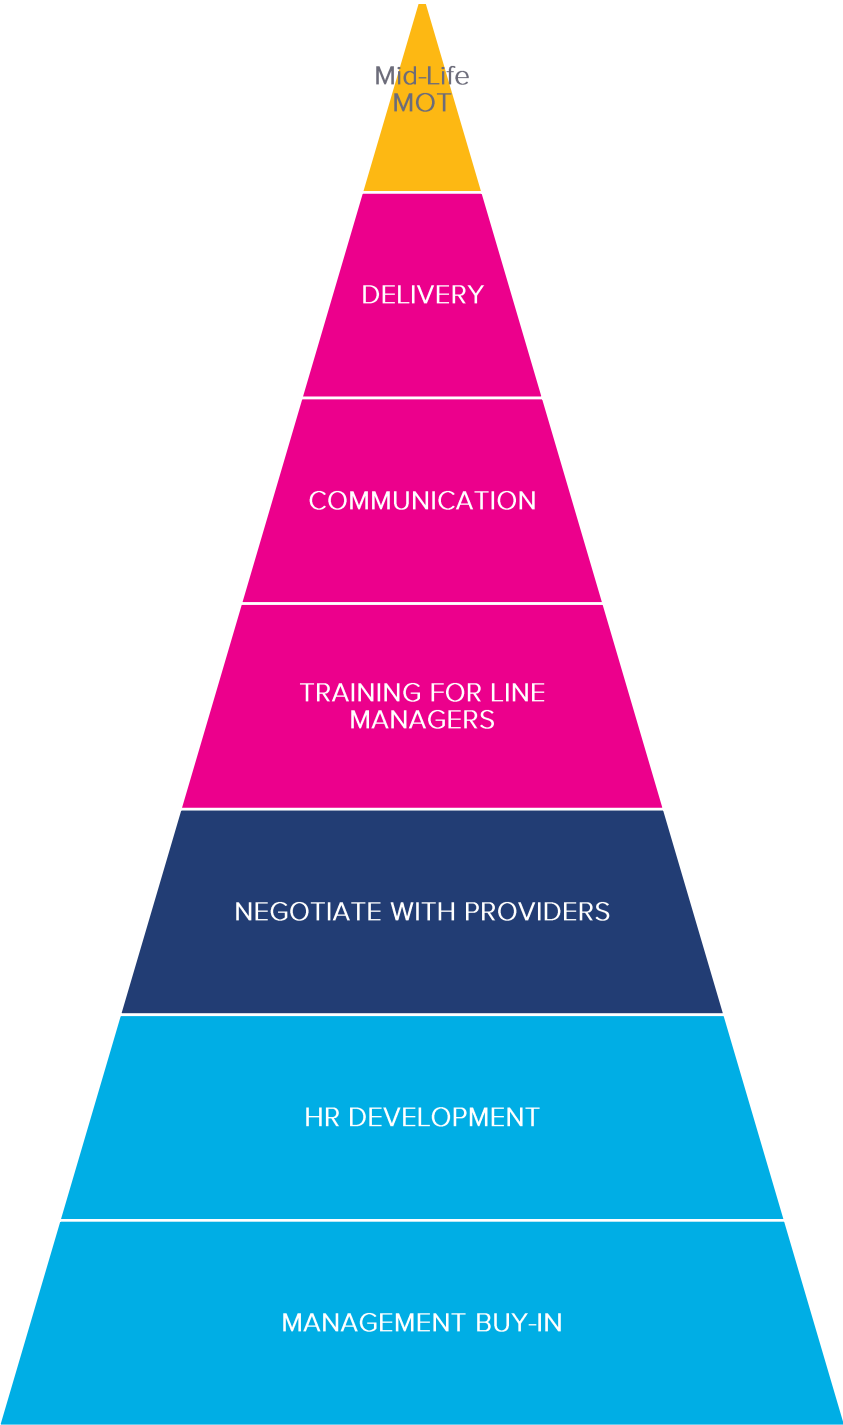 Mid-Life
MOT
DELIVERY
COMMUNICATION
TRAINING FOR LINE
MANAGERS
NEGOTIATE WITH PROVIDERS
HR DEVELOPMENT
MANAGEMENT BUY-IN